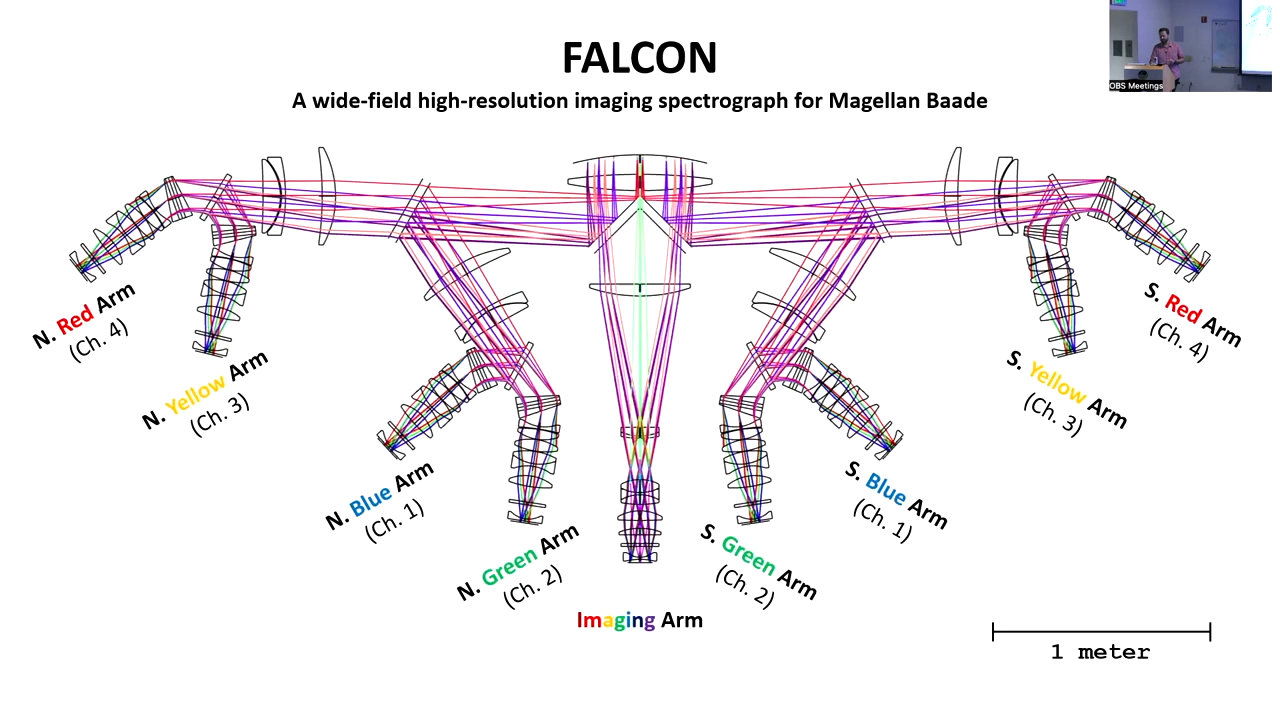 FALCON
A wide-field high-resolution imaging spectrograph for Magellan Baade
OBS Meetings
N. Red Arm
(Ch. 4)
N. Yellow Arm
(Ch. 3)
N. Blue Arm
(Ch. 1)
N. Green Arm
(Ch. 2)
Imaging Arm
S. Green Arm
(Ch. 2)
S. Blue Arm
(Ch. 1)
S. Yellow Arm
(Ch. 3)
S. Red Arm
(Ch. 4)
1 meter